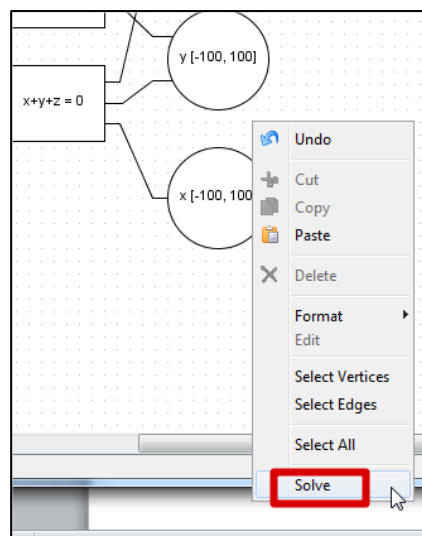 y [-100, 100]
x+y+z = 0
x [-100, 100
Undo
Cut
Copy
Paste
Delete
Format
Edit
Select Vertices
Select Edges
Select All
Solve